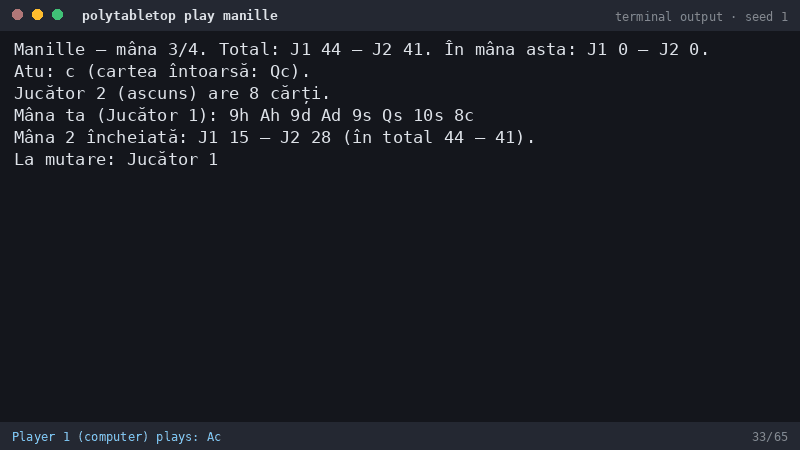 polytabletop play manille
terminal output · seed 1
Manille — mâna 3/4. Total: J1 44 — J2 41. În mâna asta: J1 0 — J2 0.
Atu: c (cartea întoarsă: Qc).
Jucător 2 (ascuns) are 8 cărți.
Mâna ta (Jucător 1): 9h Ah 9d Ad 9s Qs 10s 8c
Mâna 2 încheiată: J1 15 — J2 28 (în total 44 — 41).
La mutare: Jucător 1
Player 1 (computer) plays: Ac
33/65